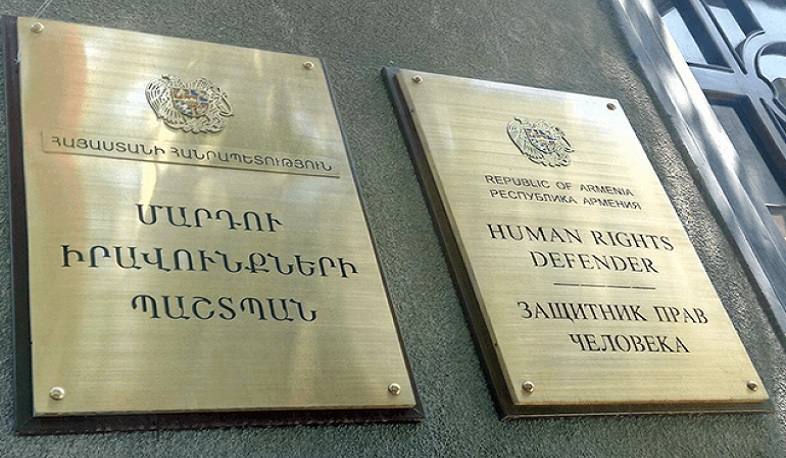 ՀԱՅԱՍՏԱՆԻ ՀԱՆՐԱՊԵՏՈՒԹՅՈՒՆ
ՄԱՐԴՈՒ
ԻՐԱՎՈՒՆՔՆԵՐԻ
ՊԱՇՏՊԱՆ
REPUBLIC OF ARMENIA
РЕСПУБЛИКА АРМЕНИЯ
HUMAN RIGHTS
DEFENDER
ЗАЩИТНИК ПРАВ
ЧЕЛОВЕКА